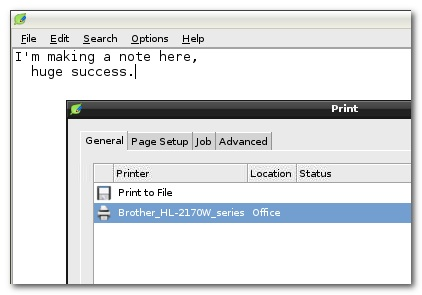 File Edit Search Options Help
I'm making a note here,
huge success.
Print
General Page Setup Job Advanced
Printer Location Status
Print to File
Brother_HL-2170W_series Office